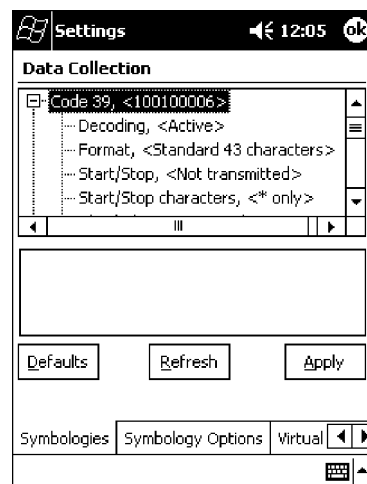 Settings 12:05 ok
Data Collection
Code 39, <100100006>
Decoding, <Active>
Format, <Standard 43 characters>
Start/Stop, <Not transmitted>
Start/Stop characters, <* only>
Defaults Refresh Apply
Symbologies Symbology Options Virtual